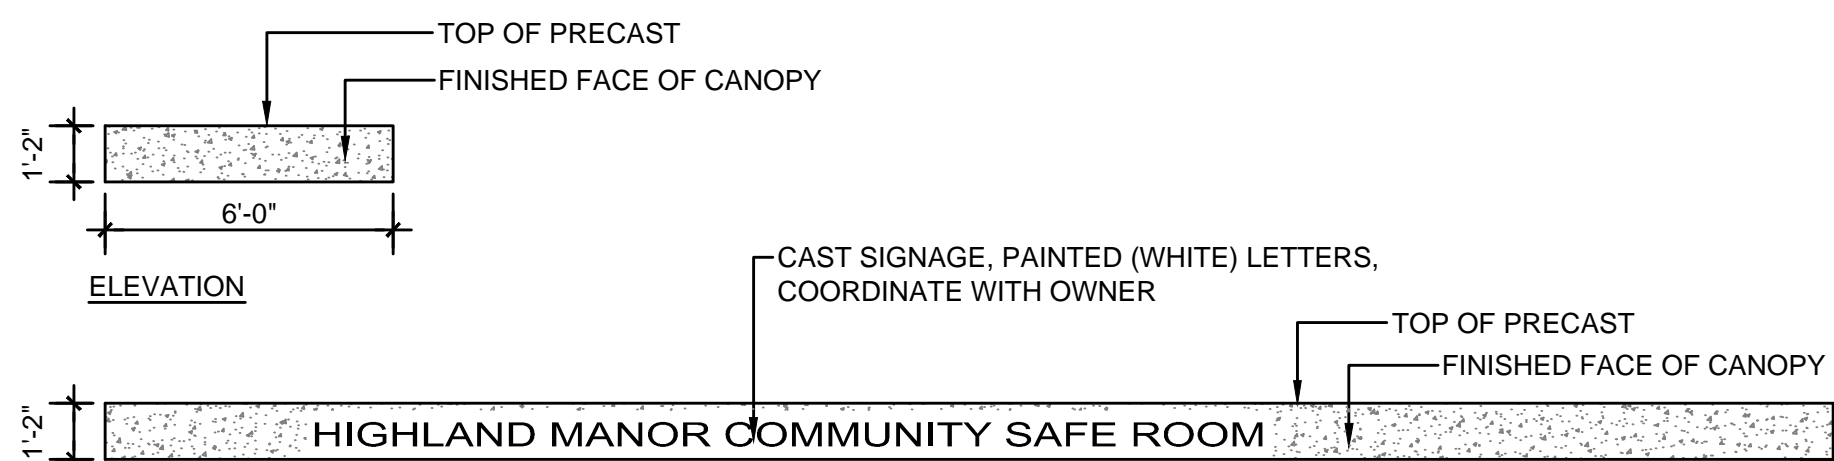 TOP OF PRECAST
FINISHED FACE OF CANOPY
1'-2"
6'-0"
ELEVATION
CAST SIGNAGE, PAINTED (WHITE) LETTERS,
COORDINATE WITH OWNER
TOP OF PRECAST
FINISHED FACE OF CANOPY
1'-2"
HIGHLAND MANOR COMMUNITY SAFE ROOM